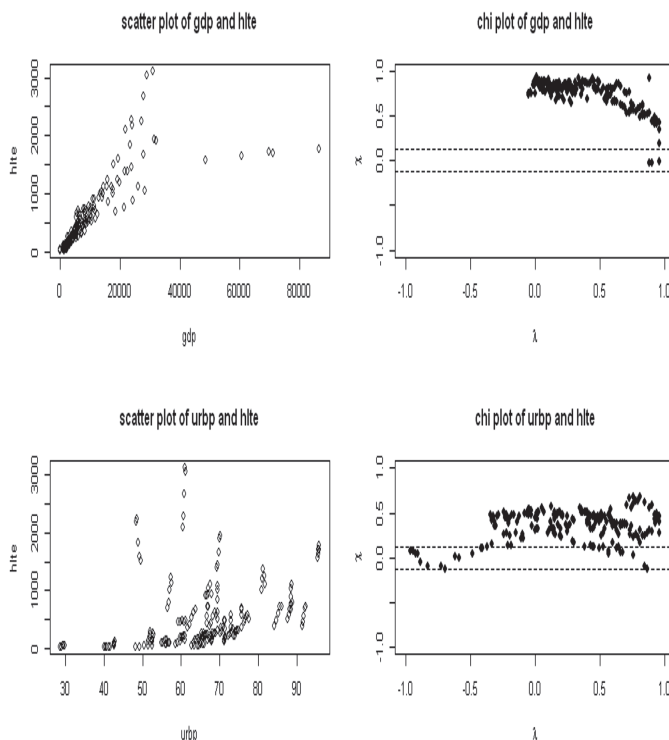 scatter plot of gdp and hlte
chi plot of gdp and hlte
hlte
0 1000 2000 3000
0 20000 40000 60000 80000
gdp
χ
-1.0 0.0 0.5 1.0
-1.0 0.0 0.5 1.0
λ
scatter plot of urbp and hlte
chi plot of urbp and hlte
hlte
0 1000 2000 3000
30 40 50 60 70 80 90
urbp
χ
-1.0 0.0 0.5 1.0
-1.0 0.0 0.5 1.0
λ